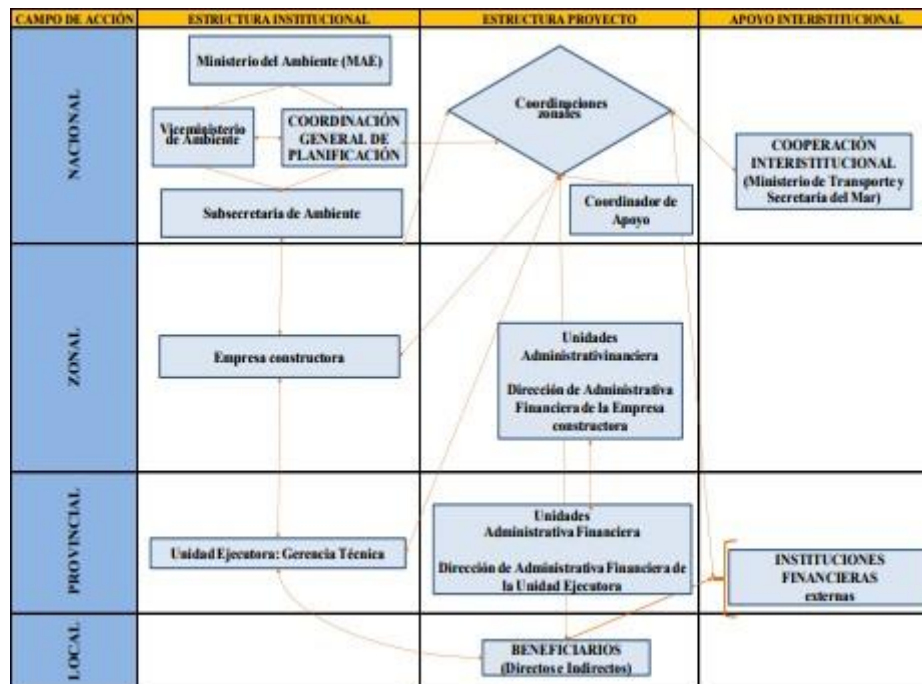 CAMPO DE ACCIÓN
ESTRUCTURA INSTITUCIONAL
ESTRUCTURA PROYECTO
APOYO INTERISTITUCIONAL
NACIONAL
Ministerio del Ambiente (MAE)
Viceministerio
de Ambiente
COORDINACIÓN
GENERAL DE
PLANIFICACIÓN
Subsecretaria de Ambiente
Coordinaciones
zonales
Coordinador de
Apoyo
COOPERACIÓN
INTERISTITUCIONAL
(Ministerio de Transporte y
Secretaria del Mar)
ZONAL
Empresa constructora
Unidades
Administrativinanciera
Dirección de Administrativa
Financiera de la Empresa
constructora
PROVINCIAL
Unidad Ejecutora: Gerencia Técnica
Unidades
Administrativa Financiera
Dirección de Administrativa Financiera de
la Unidad Ejecutora
INSTITUCIONES
FINANCIERAS
externas
LOCAL
BENEFICIARIOS
(Directos e Indirectos)